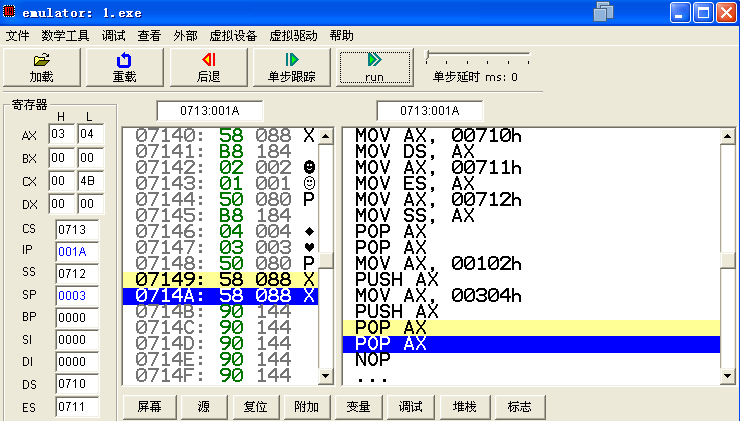 emulator: 1.exe
文件 数学工具 调试 查看 外部 虚拟设备 虚拟驱动 帮助
加载 重载 后退 单步跟踪 run 单步延时 ms: 0
寄存器
H L
AX 03 04
BX 00 00
CX 00 4B
DX 00 00
CS 0713
IP 001A
SS 0712
SP 0003
BP 0000
SI 0000
DI 0000
DS 0710
ES 0711
0713:001A
07140: 58 088 X
07141: B8 184
07142: 02 002 ☻
07143: 01 001 ☺
07144: 50 080 P
07145: B8 184
07146: 04 004 ♦
07147: 03 003 ♥
07148: 50 080 P
07149: 58 088 X
0714A: 58 088 X
0714B: 90 144
0714C: 90 144
0714D: 90 144
0714E: 90 144
0714F: 90 144
0713:001A
MOV AX, 00710h
MOV DS, AX
MOV AX, 00711h
MOV ES, AX
MOV AX, 00712h
MOV SS, AX
POP AX
POP AX
MOV AX, 00102h
PUSH AX
MOV AX, 00304h
PUSH AX
POP AX
POP AX
NOP
...
屏幕 源 复位 附加 变量 调试 堆栈 标志